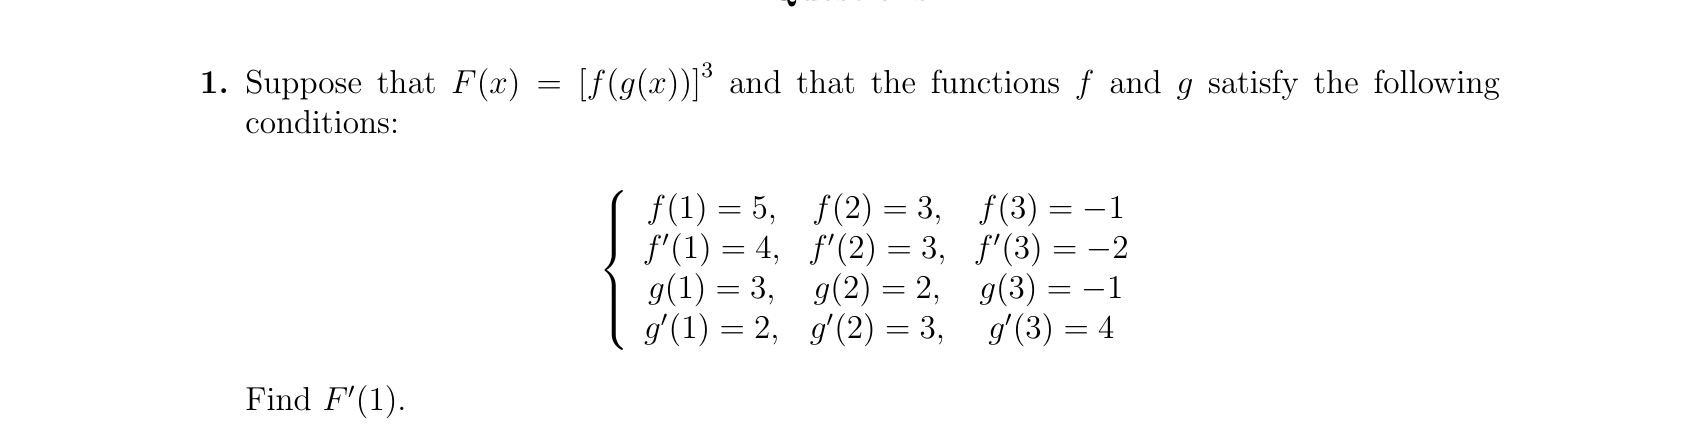 1. Suppose that F(x) = [f(g(x))]³ and that the functions f and g satisfy the following
conditions:
f(1) = 5, f(2) = 3, f(3) = −1
f′(1) = 4, f′(2) = 3, f′(3) = −2
g(1) = 3, g(2) = 2, g(3) = −1
g′(1) = 2, g′(2) = 3, g′(3) = 4
Find F′(1).